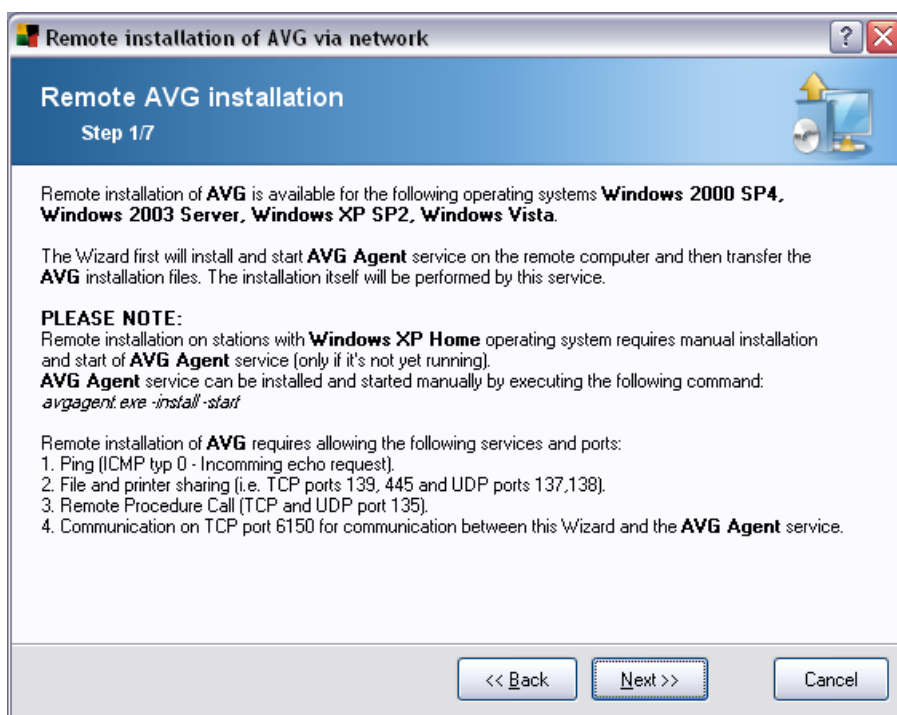 Remote installation of AVG via network
Remote AVG installation
Step 1/7
Remote installation of AVG is available for the following operating systems Windows 2000 SP4,
Windows 2003 Server, Windows XP SP2, Windows Vista.
The Wizard first will install and start AVG Agent service on the remote computer and then transfer the
AVG installation files. The installation itself will be performed by this service.
PLEASE NOTE:
Remote installation on stations with Windows XP Home operating system requires manual installation
and start of AVG Agent service (only if it's not yet running).
AVG Agent service can be installed and started manually by executing the following command:
avgagent.exe -install -start
Remote installation of AVG requires allowing the following services and ports:
1. Ping (ICMP typ 0 - Incomming echo request).
2. File and printer sharing (i.e. TCP ports 139, 445 and UDP ports 137,138).
3. Remote Procedure Call (TCP and UDP port 135).
4. Communication on TCP port 6150 for communication between this Wizard and the AVG Agent service.
<< Back
Next >>
Cancel